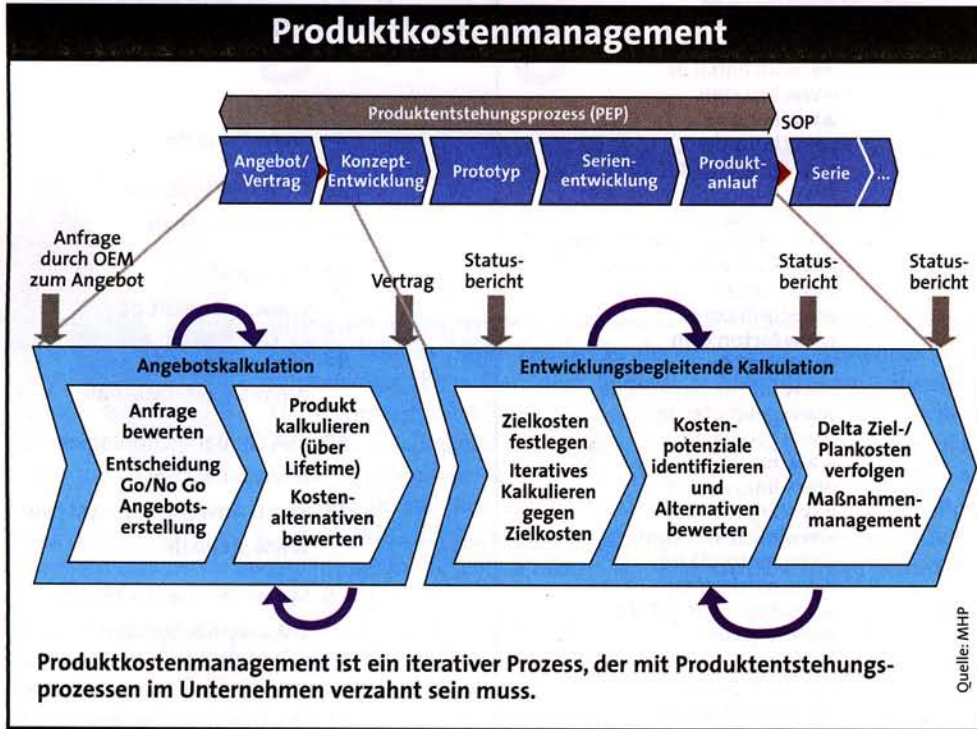 Produktkostenmanagement
Produktentstehungsprozess (PEP)
SOP
Angebot/
Vertrag
Konzept-
Entwicklung
Prototyp
Serien-
entwicklung
Produkt-
anlauf
Serie
...
Anfrage
durch OEM
zum Angebot
Vertrag
Status-
bericht
Status-
bericht
Status-
bericht
Angebotskalkulation
Anfrage
bewerten
Entscheidung
Go/No Go
Angebots-
erstellung
Produkt
kalkulieren
(über
Lifetime)
Kosten-
alternativen
bewerten
Entwicklungsbegleitende Kalkulation
Zielkosten
festlegen
Iteratives
Kalkulieren
gegen
Zielkosten
Kosten-
potenziale
identifizieren
und
Alternativen
bewerten
Delta Ziel-/
Plankosten
verfolgen
Maßnahmen-
management
Produktkostenmanagement ist ein iterativer Prozess, der mit Produktentstehungs-
prozessen im Unternehmen verzahnt sein muss.
Quelle: MHP